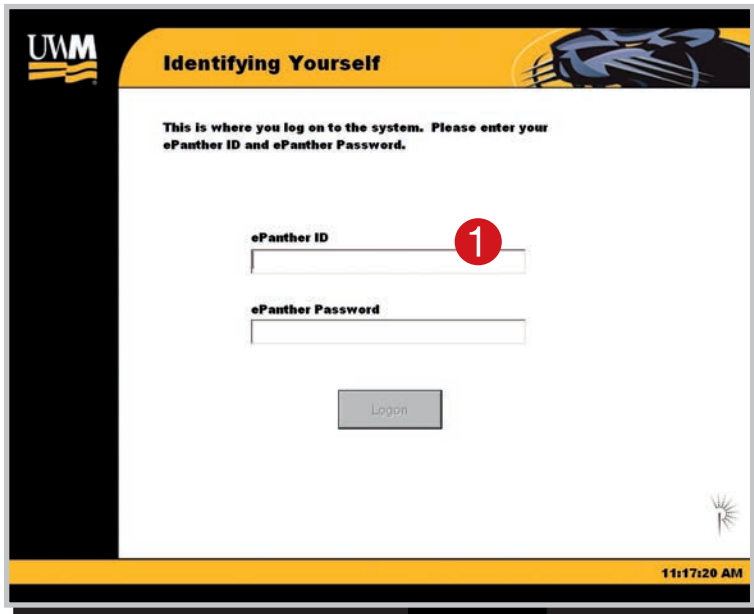 UWM
Identifying Yourself
This is where you log on to the system. Please enter your
ePanther ID and ePanther Password.
ePanther ID
1
ePanther Password
Logon
11:17:20 AM